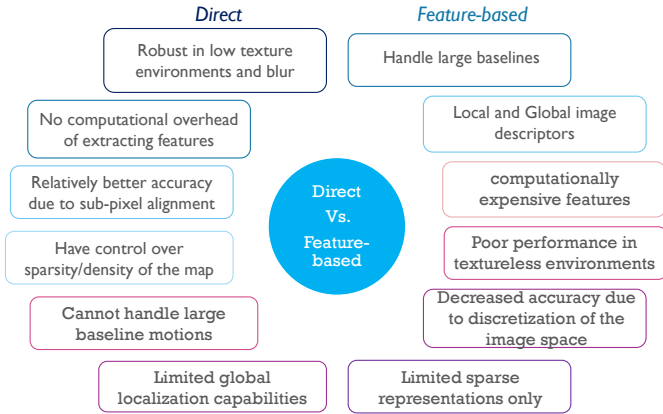 Direct
Robust in low texture
environments and blur
No computational overhead
of extracting features
Relatively better accuracy
due to sub-pixel alignment
Have control over
sparsity/density of the map
Cannot handle large
baseline motions
Limited global
localization capabilities
Direct
Vs.
Feature-
based
Feature-based
Handle large baselines
Local and Global image
descriptors
computationally
expensive features
Poor performance in
textureless environments
Decreased accuracy due
to discretization of the
image space
Limited sparse
representations only